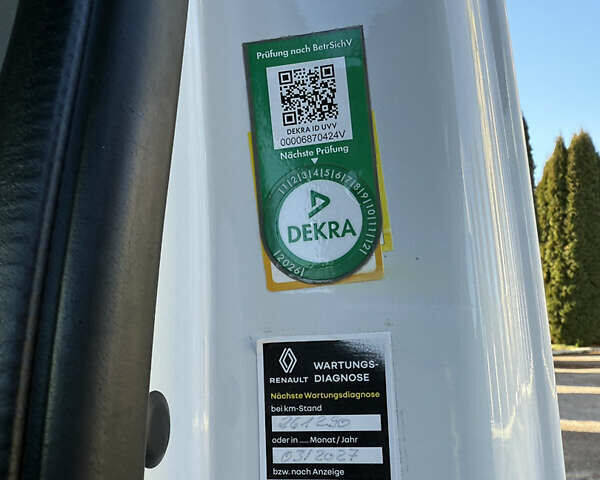 Prüfung nach BetrSichV
DEKRA ID UVV
00006870424V
Nächste Prüfung
1|2|3|4|5|6|7|8|9|10|11|12|
DEKRA
2026
WARTUNGS-
RENAULT DIAGNOSE
Nächste Wartungsdiagnose
bei km-Stand
261290
oder in ..... Monat / Jahr
03/2027
bzw. nach Anzeige